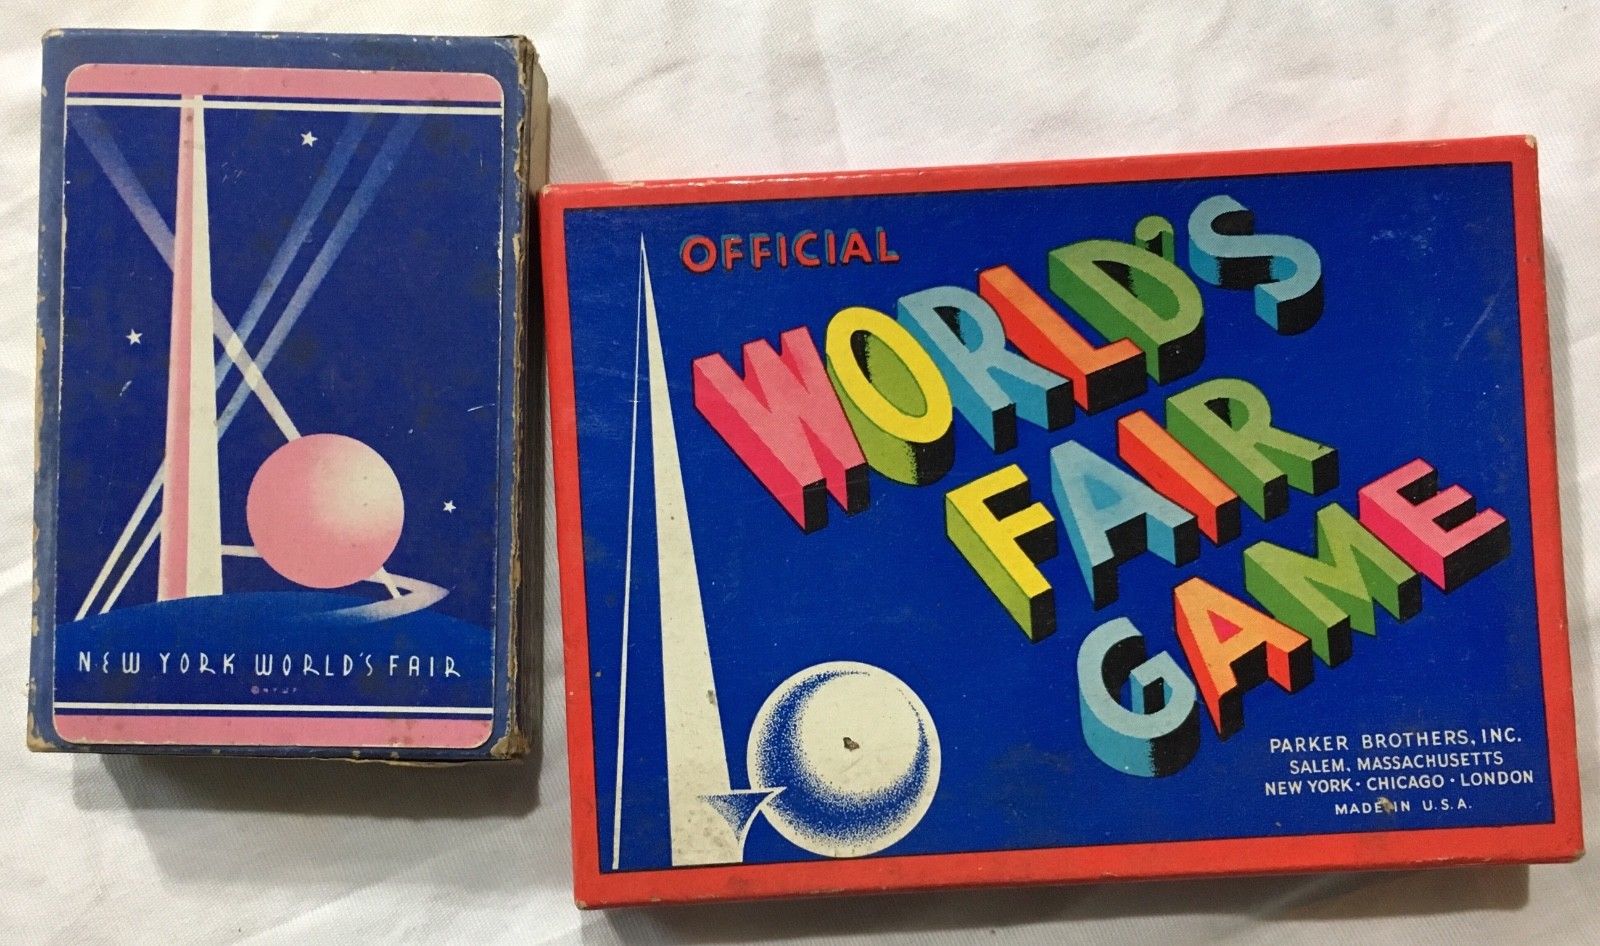 NEW YORK WORLD'S FAIR
© N Y W F
OFFICIAL
WORLD'S
FAIR
GAME
PARKER BROTHERS, INC.
SALEM, MASSACHUSETTS
NEW YORK · CHICAGO · LONDON
MADE IN U.S.A.